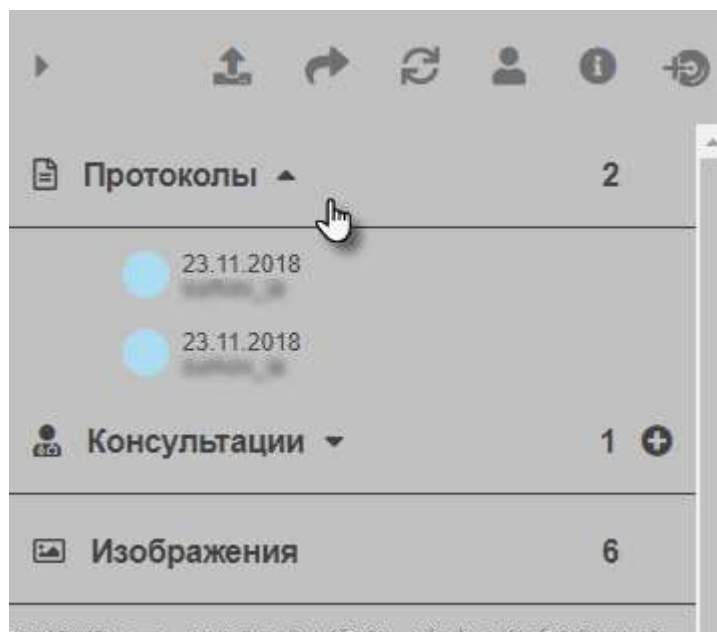 Протоколы 2
23.11.2018
23.11.2018
Консультации 1
Изображения 6